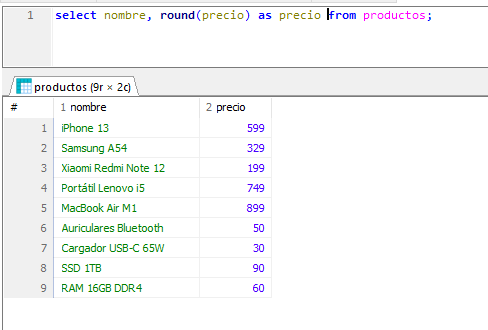 1 select nombre, round(precio) as precio from productos;
productos (9r × 2c)
# 1 nombre 2 precio
1 iPhone 13 599
2 Samsung A54 329
3 Xiaomi Redmi Note 12 199
4 Portátil Lenovo i5 749
5 MacBook Air M1 899
6 Auriculares Bluetooth 50
7 Cargador USB-C 65W 30
8 SSD 1TB 90
9 RAM 16GB DDR4 60